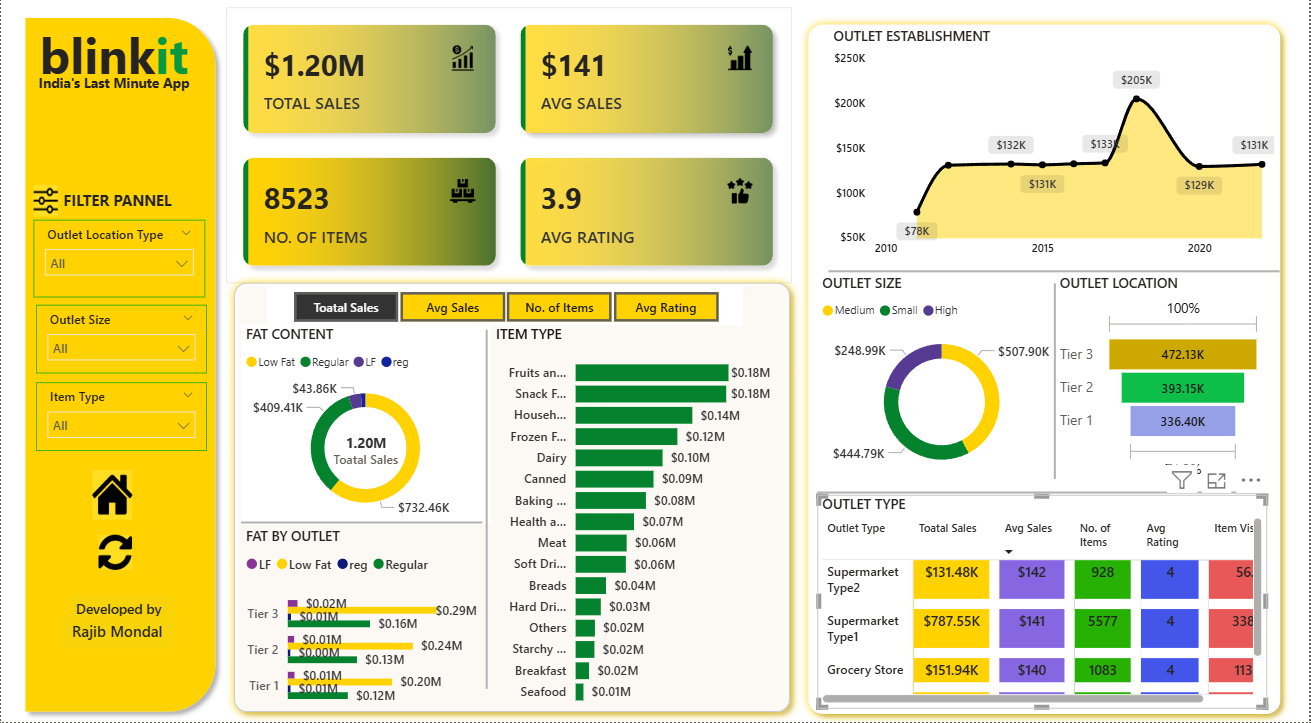 blinkit
India's Last Minute App
FILTER PANNEL
Outlet Location Type
All
Outlet Size
All
Item Type
All
Developed by
Rajib Mondal
$1.20M
TOTAL SALES
$141
AVG SALES
8523
NO. OF ITEMS
3.9
AVG RATING
Toatal Sales
Avg Sales
No. of Items
Avg Rating
FAT CONTENT
Low Fat
Regular
LF
reg
$43.86K
$409.41K
1.20M
Toatal Sales
$732.46K
FAT BY OUTLET
LF
Low Fat
reg
Regular
Tier 3
$0.02M
$0.29M
$0.01M
$0.16M
Tier 2
$0.01M
$0.24M
$0.00M
$0.13M
Tier 1
$0.01M
$0.20M
$0.01M
$0.12M
ITEM TYPE
Fruits an... $0.18M
Snack F... $0.18M
Househ... $0.14M
Frozen F... $0.12M
Dairy $0.10M
Canned $0.09M
Baking ... $0.08M
Health a... $0.07M
Meat $0.06M
Soft Dri... $0.06M
Breads $0.04M
Hard Dri... $0.03M
Others $0.02M
Starchy ... $0.02M
Breakfast $0.02M
Seafood $0.01M
OUTLET ESTABLISHMENT
$250K
$200K
$150K
$100K
$50K
2010
2015
2020
$78K
$132K
$131K
$133K
$205K
$129K
$131K
OUTLET SIZE
Medium
Small
High
$248.99K
$507.90K
$444.79K
OUTLET LOCATION
100%
Tier 3 472.13K
Tier 2 393.15K
Tier 1 336.40K
OUTLET TYPE
Outlet Type
Toatal Sales
Avg Sales
No. of
Items
Avg
Rating
Item Vis
Supermarket
Type2
$131.48K
$142
928
4
56.
Supermarket
Type1
$787.55K
$141
5577
4
338
Grocery Store
$151.94K
$140
1083
4
113